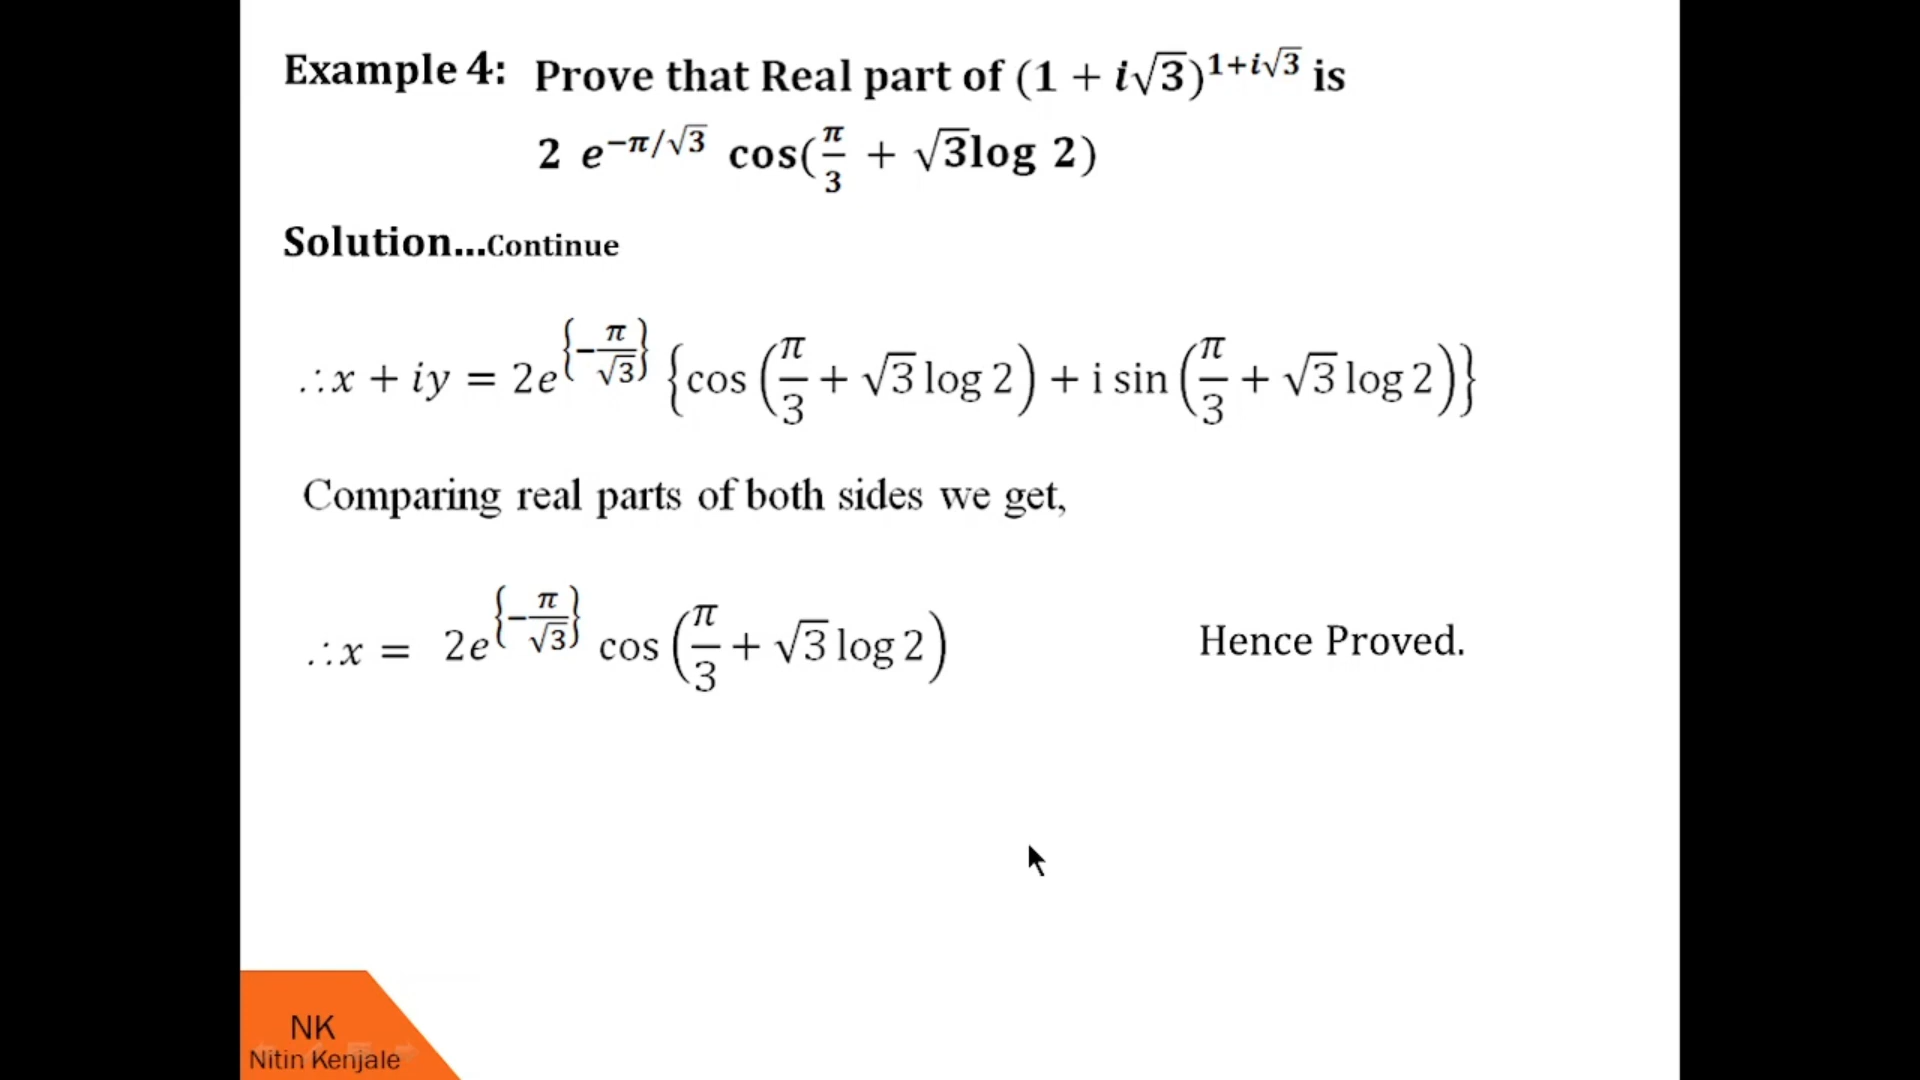 Example 4: Prove that Real part of (1 + i√3)^{1+i√3} is
2 e^{−π/√3} cos(π/3 + √3log 2)
Solution...Continue
∴x + iy = 2e^{{−π/√3}} {cos (π/3 + √3 log 2) + i sin (π/3 + √3 log 2)}
Comparing real parts of both sides we get,
∴x = 2e^{{−π/√3}} cos (π/3 + √3 log 2) Hence Proved.
NK
Nitin Kenjale